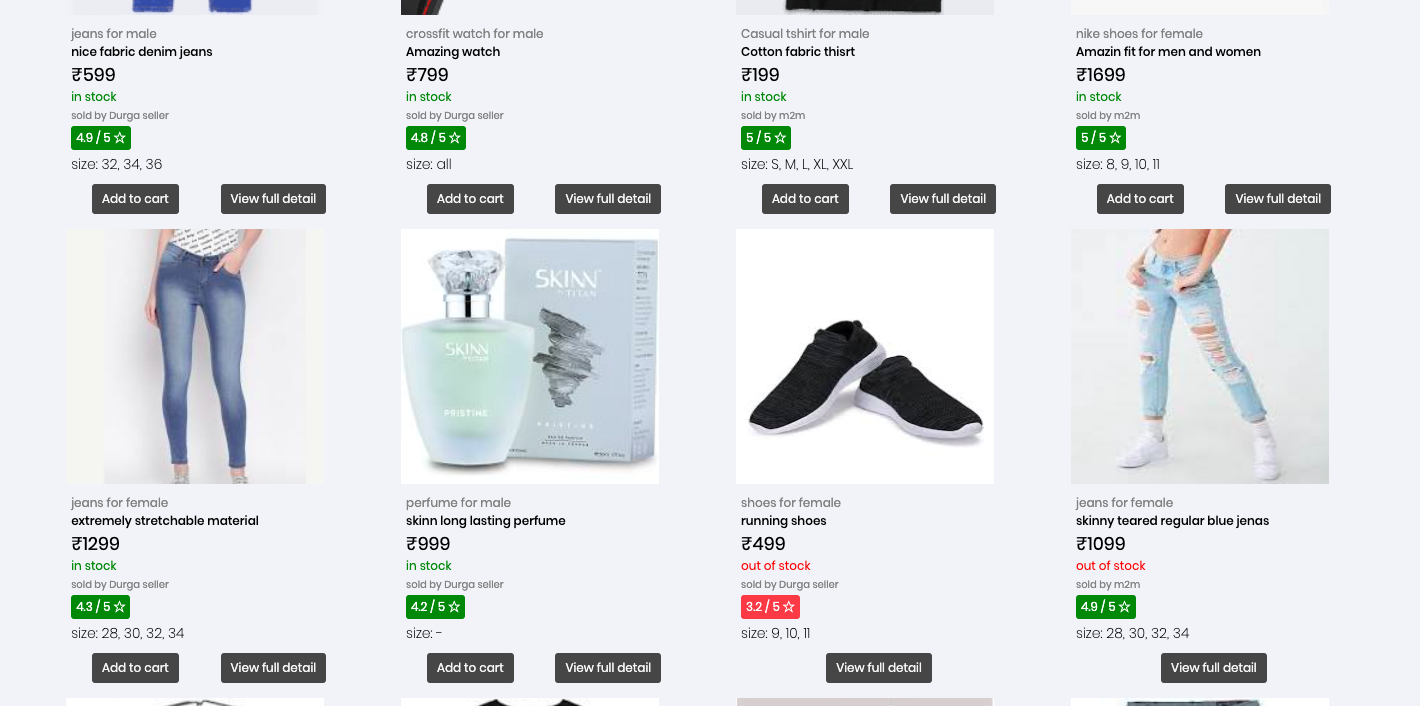 jeans for male
nice fabric denim jeans
₹599
in stock
sold by Durga seller
4.9 / 5 ☆
size: 32, 34, 36
Add to cart
View full detail
crossfit watch for male
Amazing watch
₹799
in stock
sold by Durga seller
4.8 / 5 ☆
size: all
Add to cart
View full detail
Casual tshirt for male
Cotton fabric thisrt
₹199
in stock
sold by m2m
5 / 5 ☆
size: S, M, L, XL, XXL
Add to cart
View full detail
nike shoes for female
Amazin fit for men and women
₹1699
in stock
sold by m2m
5 / 5 ☆
size: 8, 9, 10, 11
Add to cart
View full detail
jeans for female
extremely stretchable material
₹1299
in stock
sold by Durga seller
4.3 / 5 ☆
size: 28, 30, 32, 34
Add to cart
View full detail
SKINN
BY TITAN
SKINN
BY TITAN
PRISTINE
PRISTINE
perfume for male
skinn long lasting perfume
₹999
in stock
sold by Durga seller
4.2 / 5 ☆
size: -
Add to cart
View full detail
shoes for female
running shoes
₹499
out of stock
sold by Durga seller
3.2 / 5 ☆
size: 9, 10, 11
View full detail
jeans for female
skinny teared regular blue jenas
₹1099
out of stock
sold by m2m
4.9 / 5 ☆
size: 28, 30, 32, 34
View full detail